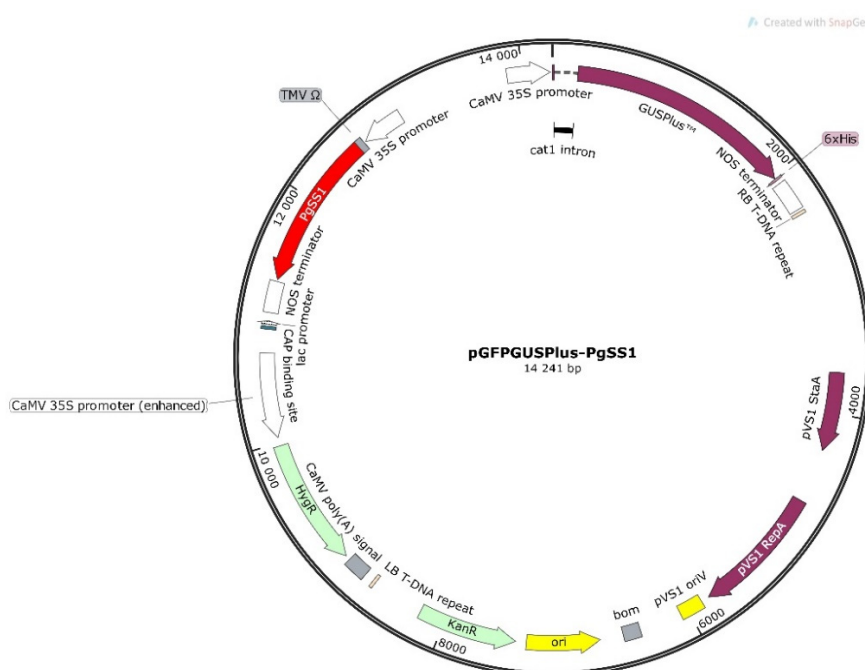 Created with SnapGe
14 000
CaMV 35S promoter
GUSPlus™
TMV Ω
CaMV 35S promoter
cat1 intron
2000
6xHis
NOS terminator
RB T-DNA repeat
12 000
PgSS1
NOS terminator
lac promoter
CAP binding site
pGFPGUSPlus-PgSS1
14 241 bp
CaMV 35S promoter (enhanced)
4000
pVS1 StaA
10 000
HygR
CaMV poly(A) signal
LB T-DNA repeat
pVS1 RepA
pVS1 oriV
6000
bom
KanR
ori
8000